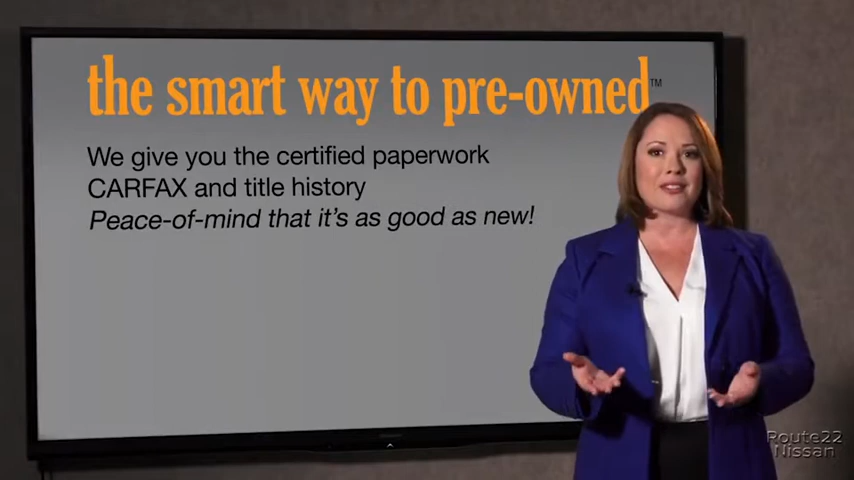 the smart way to pre-owned™
We give you the certified paperwork
CARFAX and title history
Peace-of-mind that it's as good as new!
Route22
Nissan